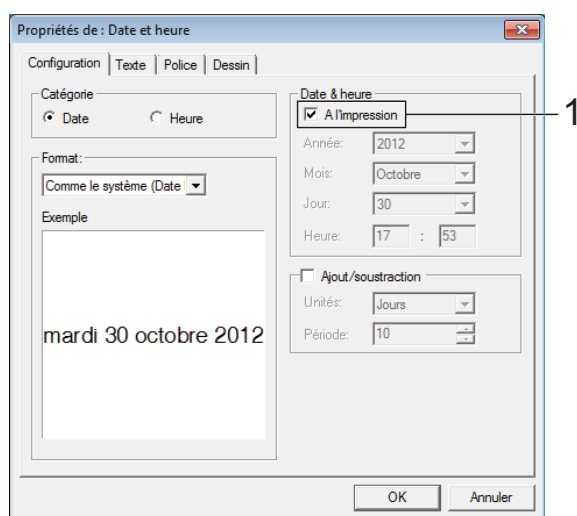 Propriétés de : Date et heure
Configuration Texte Police Dessin
Catégorie
Date Heure
Format:
Comme le système (Date
Exemple
mardi 30 octobre 2012
Date & heure
A l'impression
1
Année: 2012
Mois: Octobre
Jour: 30
Heure: 17 : 53
Ajout/soustraction
Unités: Jours
Période: 10
OK Annuler